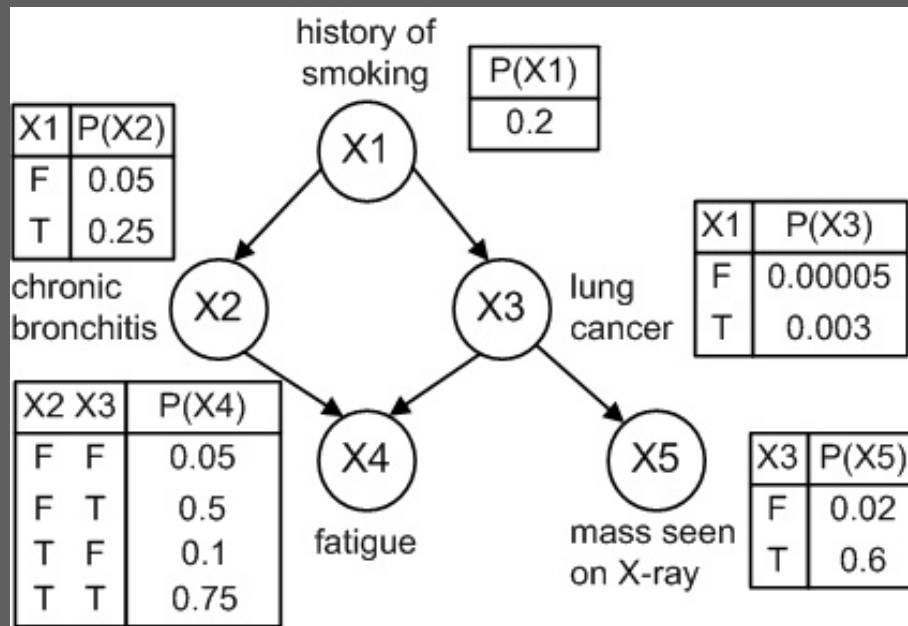 history of
smoking
P(X1)
0.2
X1
X1 P(X2)
F 0.05
T 0.25
chronic
bronchitis
X2
X3
lung
cancer
X1 P(X3)
F 0.00005
T 0.003
X2 X3 P(X4)
F F 0.05
F T 0.5
T F 0.1
T T 0.75
X4
fatigue
X5
mass seen
on X-ray
X3 P(X5)
F 0.02
T 0.6